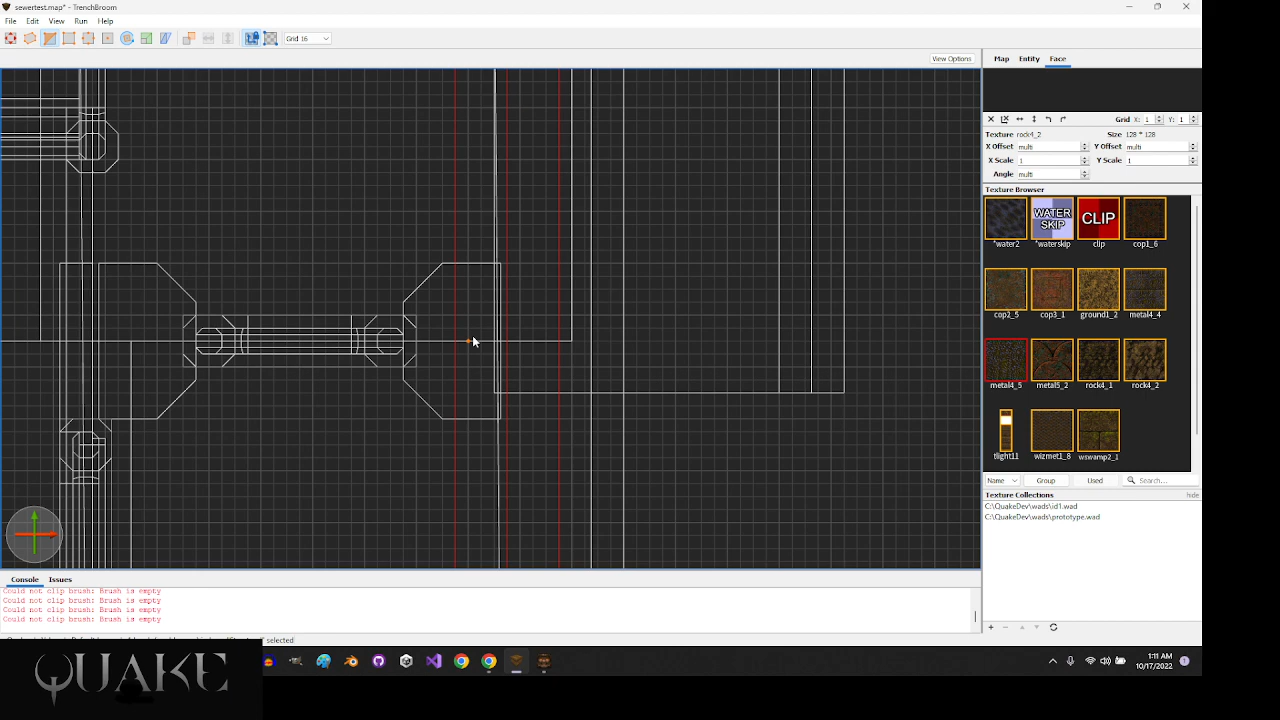 sewertest.map* - TrenchBroom
File Edit View Run Help
Grid 16
View Options
Map Entity Face
Grid X: 1 Y: 1
Texture rock4_2 Size 128 * 128
X Offset multi Y Offset multi
X Scale 1 Y Scale 1
Angle multi
Texture Browser
WATER SKIP CLIP
*water2 *waterskip clip cop1_6
cop2_5 cop3_1 ground1_2 metal4_4
metal4_5 metal5_2 rock4_1 rock4_2
tlight11 wizmet1_8 wswamp2_1
Name Group Used Search...
Texture Collections hide
C:\QuakeDev\wads\id1.wad
C:\QuakeDev\wads\prototype.wad
Console Issues
Could not clip brush: Brush is empty
Could not clip brush: Brush is empty
Could not clip brush: Brush is empty
Could not clip brush: Brush is empty
selected
QUAKE
1:11 AM
10/17/2022
1